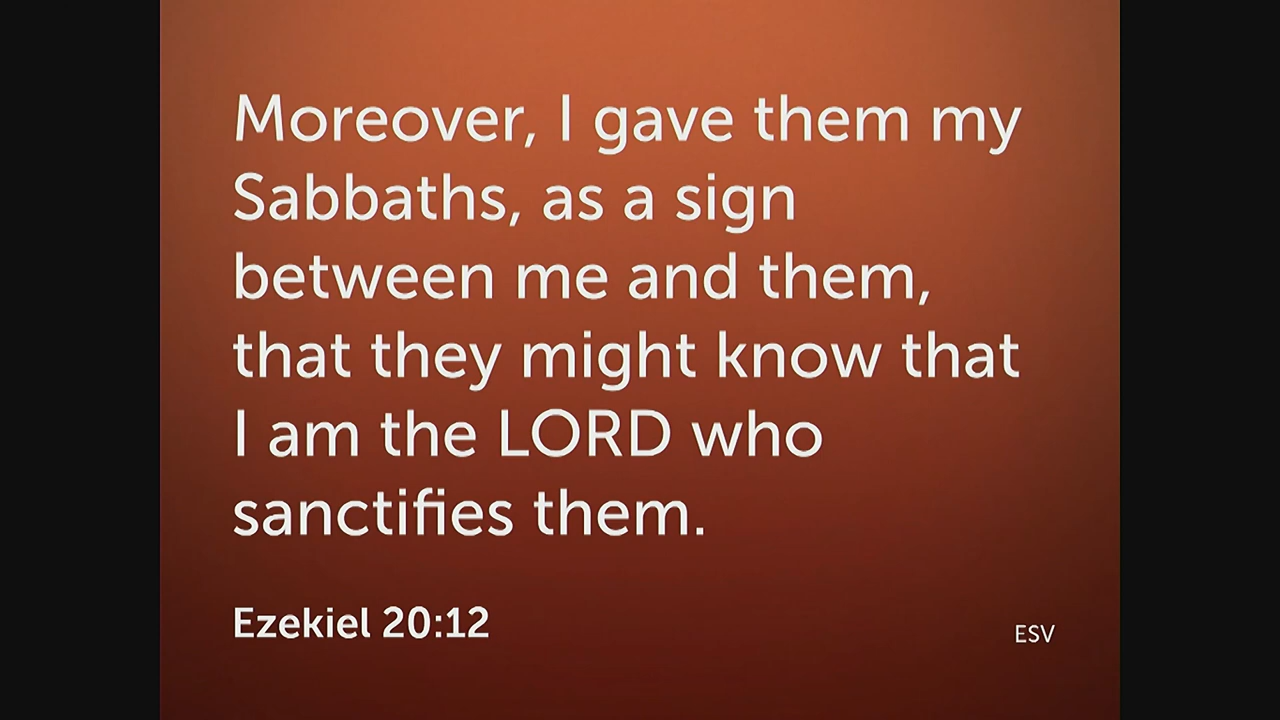 Moreover, I gave them my
Sabbaths, as a sign
between me and them,
that they might know that
I am the LORD who
sanctifies them.
Ezekiel 20:12
ESV